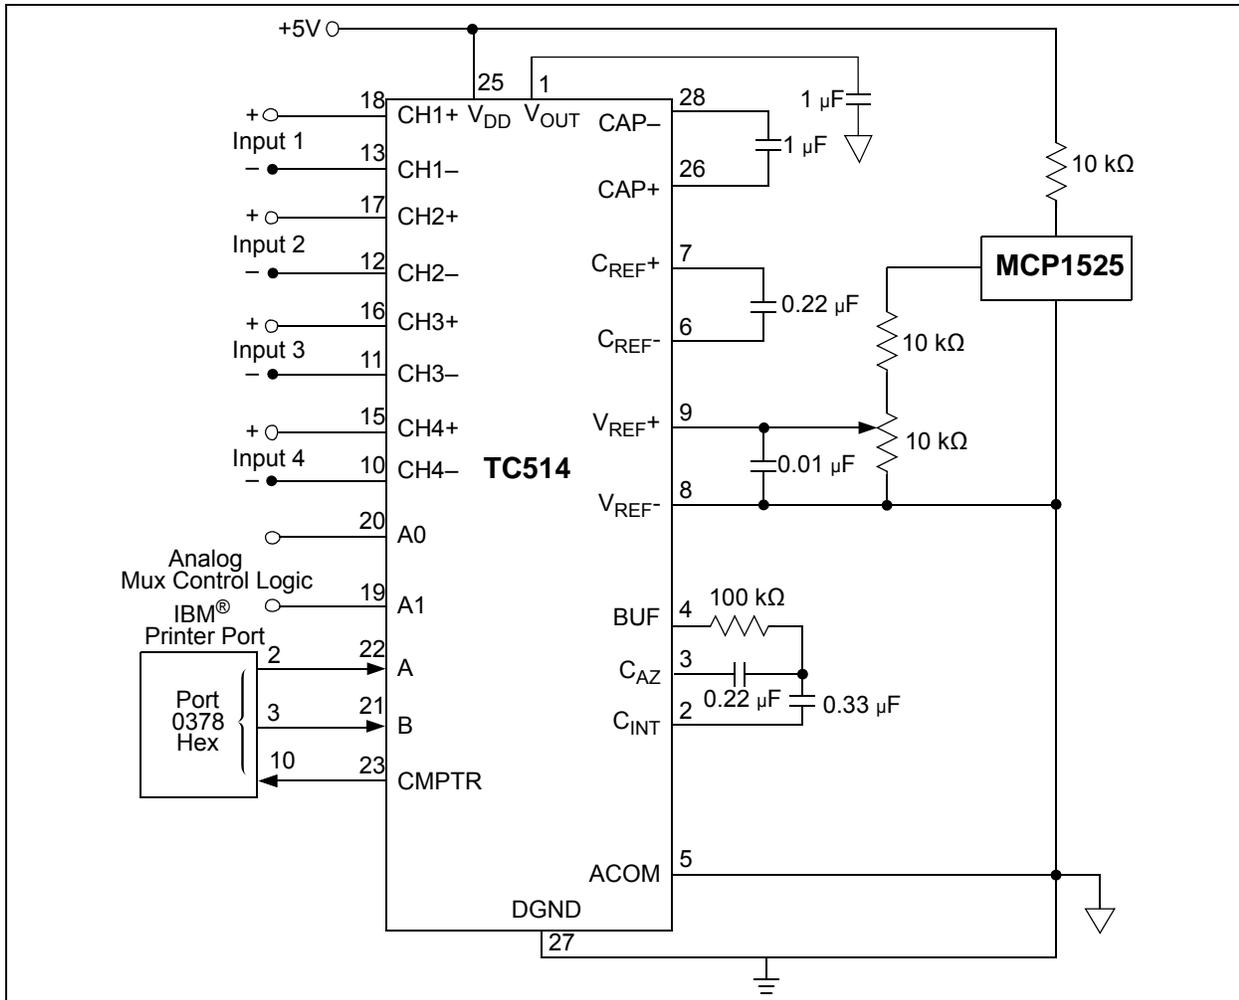 +5V
25
1
1 µF
18
CH1+
VDD
VOUT
28
CAP–
+
Input 1
1 µF
13
–
CH1–
26
CAP+
10 kΩ
17
+
CH2+
Input 2
12
–
CH2–
7
CREF+
MCP1525
16
+
CH3+
0.22 µF
Input 3
6
CREF-
10 kΩ
11
–
CH3–
15
+
CH4+
9
VREF+
10 kΩ
Input 4
10
–
CH4–
TC514
0.01 µF
8
VREF-
20
A0
Analog
Mux Control Logic
19
A1
IBM®
Printer Port
100 kΩ
BUF
4
2
22
A
3
CAZ
0.22 µF
0.33 µF
Port
0378
Hex
3
21
B
2
CINT
10
23
CMPTR
5
ACOM
DGND
27